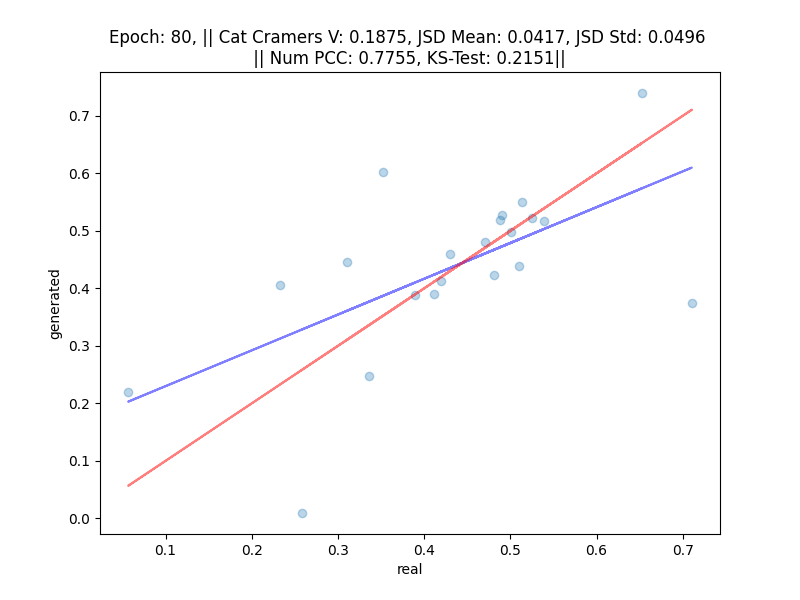 Epoch: 80, || Cat Cramers V: 0.1875, JSD Mean: 0.0417, JSD Std: 0.0496
|| Num PCC: 0.7755, KS-Test: 0.2151||
0.7
0.6
0.5
0.4
0.3
0.2
0.1
0.0
generated
0.1 0.2 0.3 0.4 0.5 0.6 0.7
real